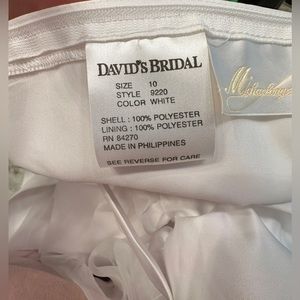 DAVID'S BRIDAL
SIZE 10
STYLE 9220
COLOR WHITE
SHELL : 100% POLYESTER
LINING : 100% POLYESTER
RN 84270
MADE IN PHILIPPINES
SEE REVERSE FOR CARE